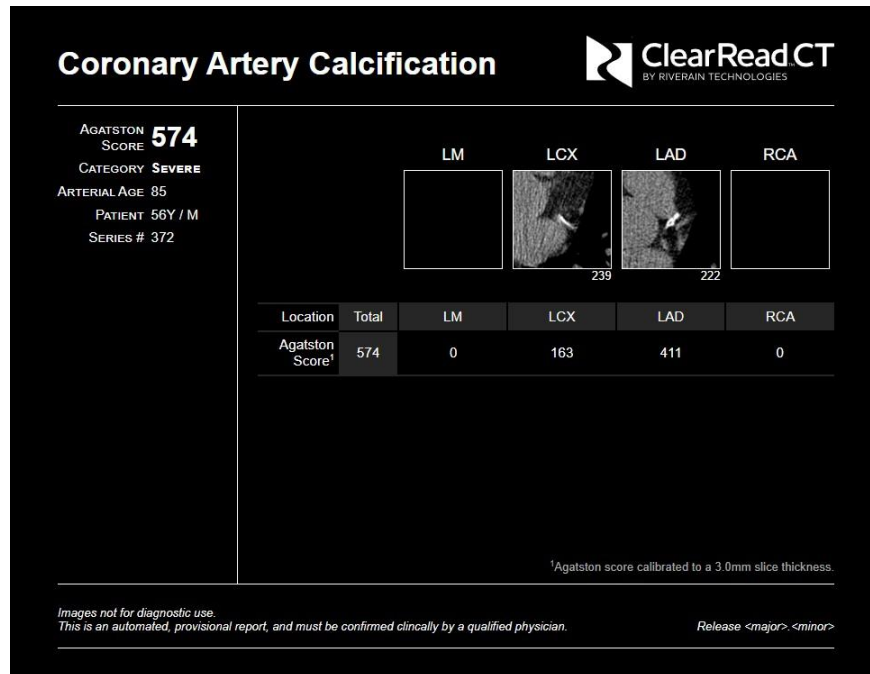 Coronary Artery Calcification
ClearRead™CT
BY RIVERAIN TECHNOLOGIES
AGATSTON SCORE 574
CATEGORY SEVERE
ARTERIAL AGE 85
PATIENT 56Y / M
SERIES # 372
LM LCX LAD RCA
239 222
Location Total LM LCX LAD RCA
Agatston Score¹ 574 0 163 411 0
¹Agatston score calibrated to a 3.0mm slice thickness.
Images not for diagnostic use.
This is an automated, provisional report, and must be confirmed clincally by a qualified physician.
Release <major>.<minor>